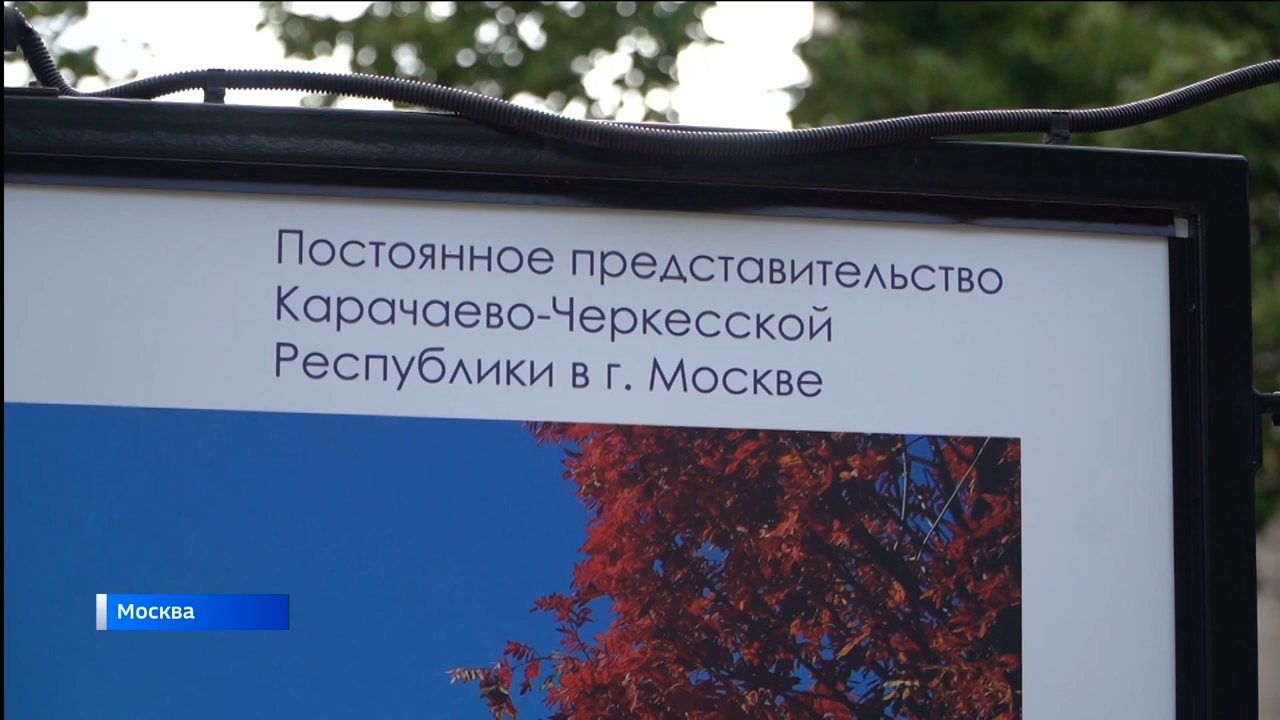 Постоянное представительство
Карачаево-Черкесской
Республики в г. Москве
Москва